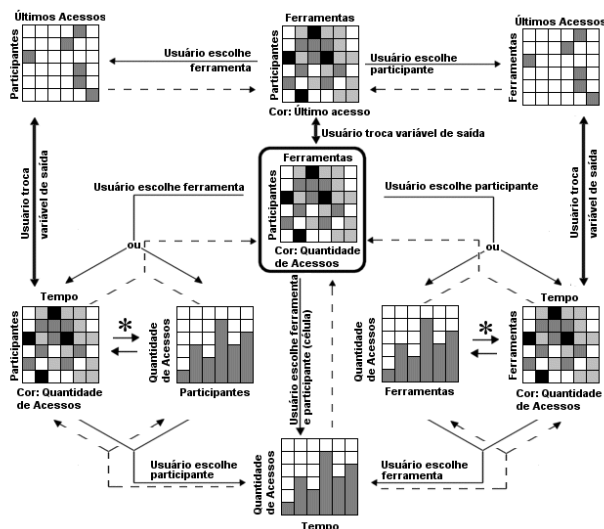 Últimos Acessos
Participantes
Usuário escolhe
ferramenta
Ferramentas
Participantes
Cor: Último acesso
Usuário escolhe
participante
Últimos Acessos
Ferramentas
Usuário troca variável de saída
Usuário troca
variável de saída
Usuário troca
variável de saída
Ferramentas
Participantes
Cor: Quantidade
de Acessos
Usuário escolhe ferramenta
Usuário escolhe participante
ou
ou
Tempo
Participantes
Cor: Quantidade
de Acessos
*
Quantidade
de Acessos
Participantes
Usuário escolhe ferramenta
e participante (célula)
Quantidade
de Acessos
Ferramentas
*
Tempo
Ferramentas
Cor: Quantidade
de Acessos
Usuário escolhe
participante
Quantidade
de Acessos
Tempo
Usuário escolhe
ferramenta